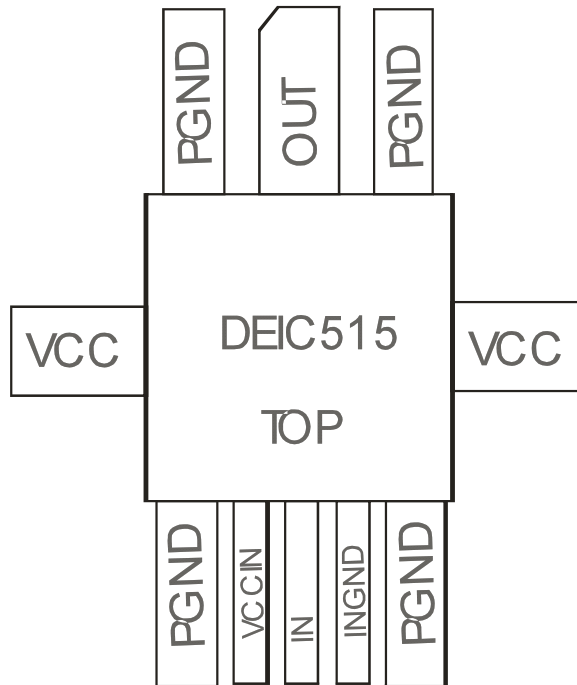 PGND
OUT
PGND
VCC
DEIC515
VCC
TOP
PGND
VCCIN
IN
INGND
PGND